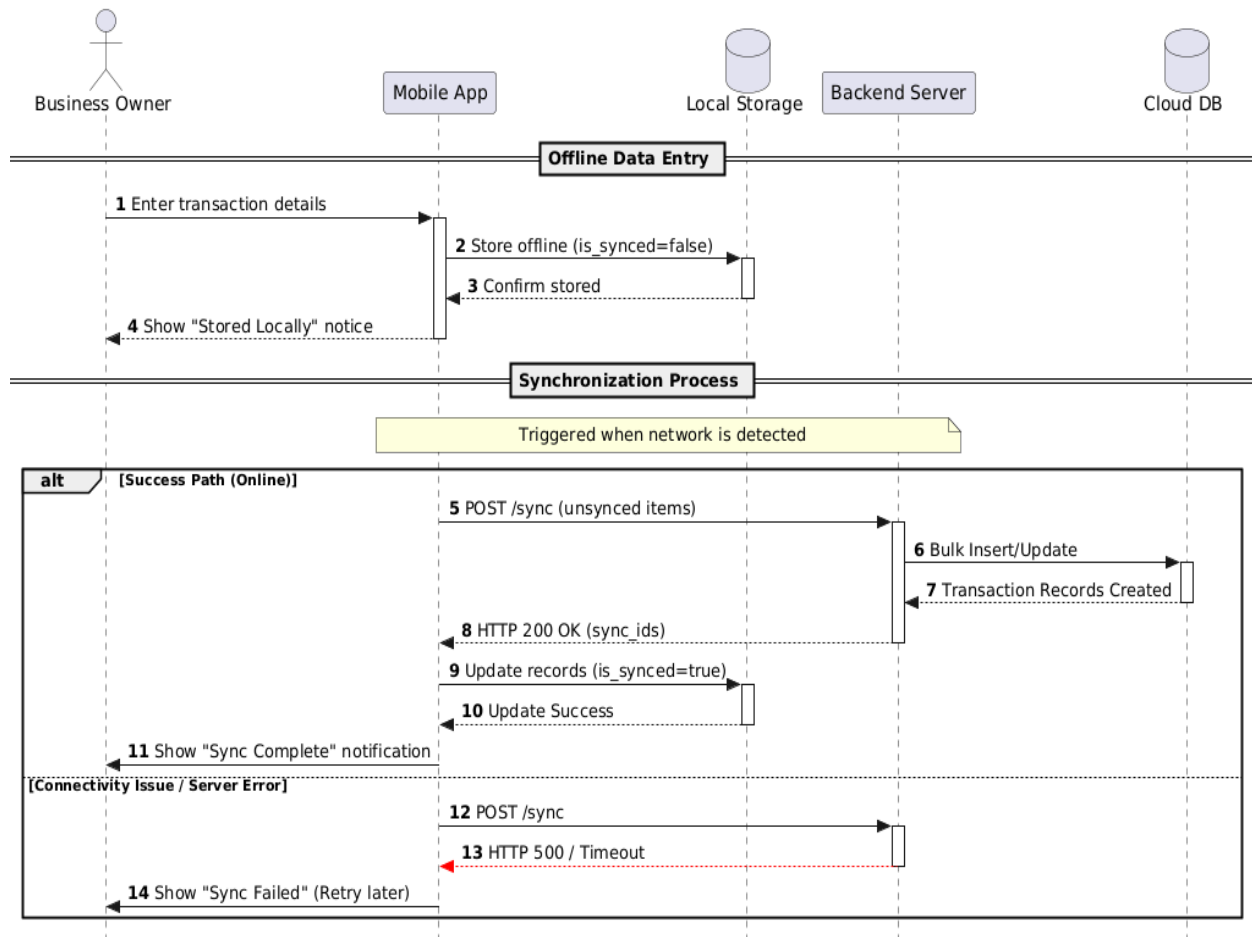 Business Owner
Mobile App
Local Storage
Backend Server
Cloud DB
Offline Data Entry
1 Enter transaction details
2 Store offline (is_synced=false)
3 Confirm stored
4 Show "Stored Locally" notice
Synchronization Process
Triggered when network is detected
alt [Success Path (Online)]
5 POST /sync (unsynced items)
6 Bulk Insert/Update
7 Transaction Records Created
8 HTTP 200 OK (sync_ids)
9 Update records (is_synced=true)
10 Update Success
11 Show "Sync Complete" notification
[Connectivity Issue / Server Error]
12 POST /sync
13 HTTP 500 / Timeout
14 Show "Sync Failed" (Retry later)